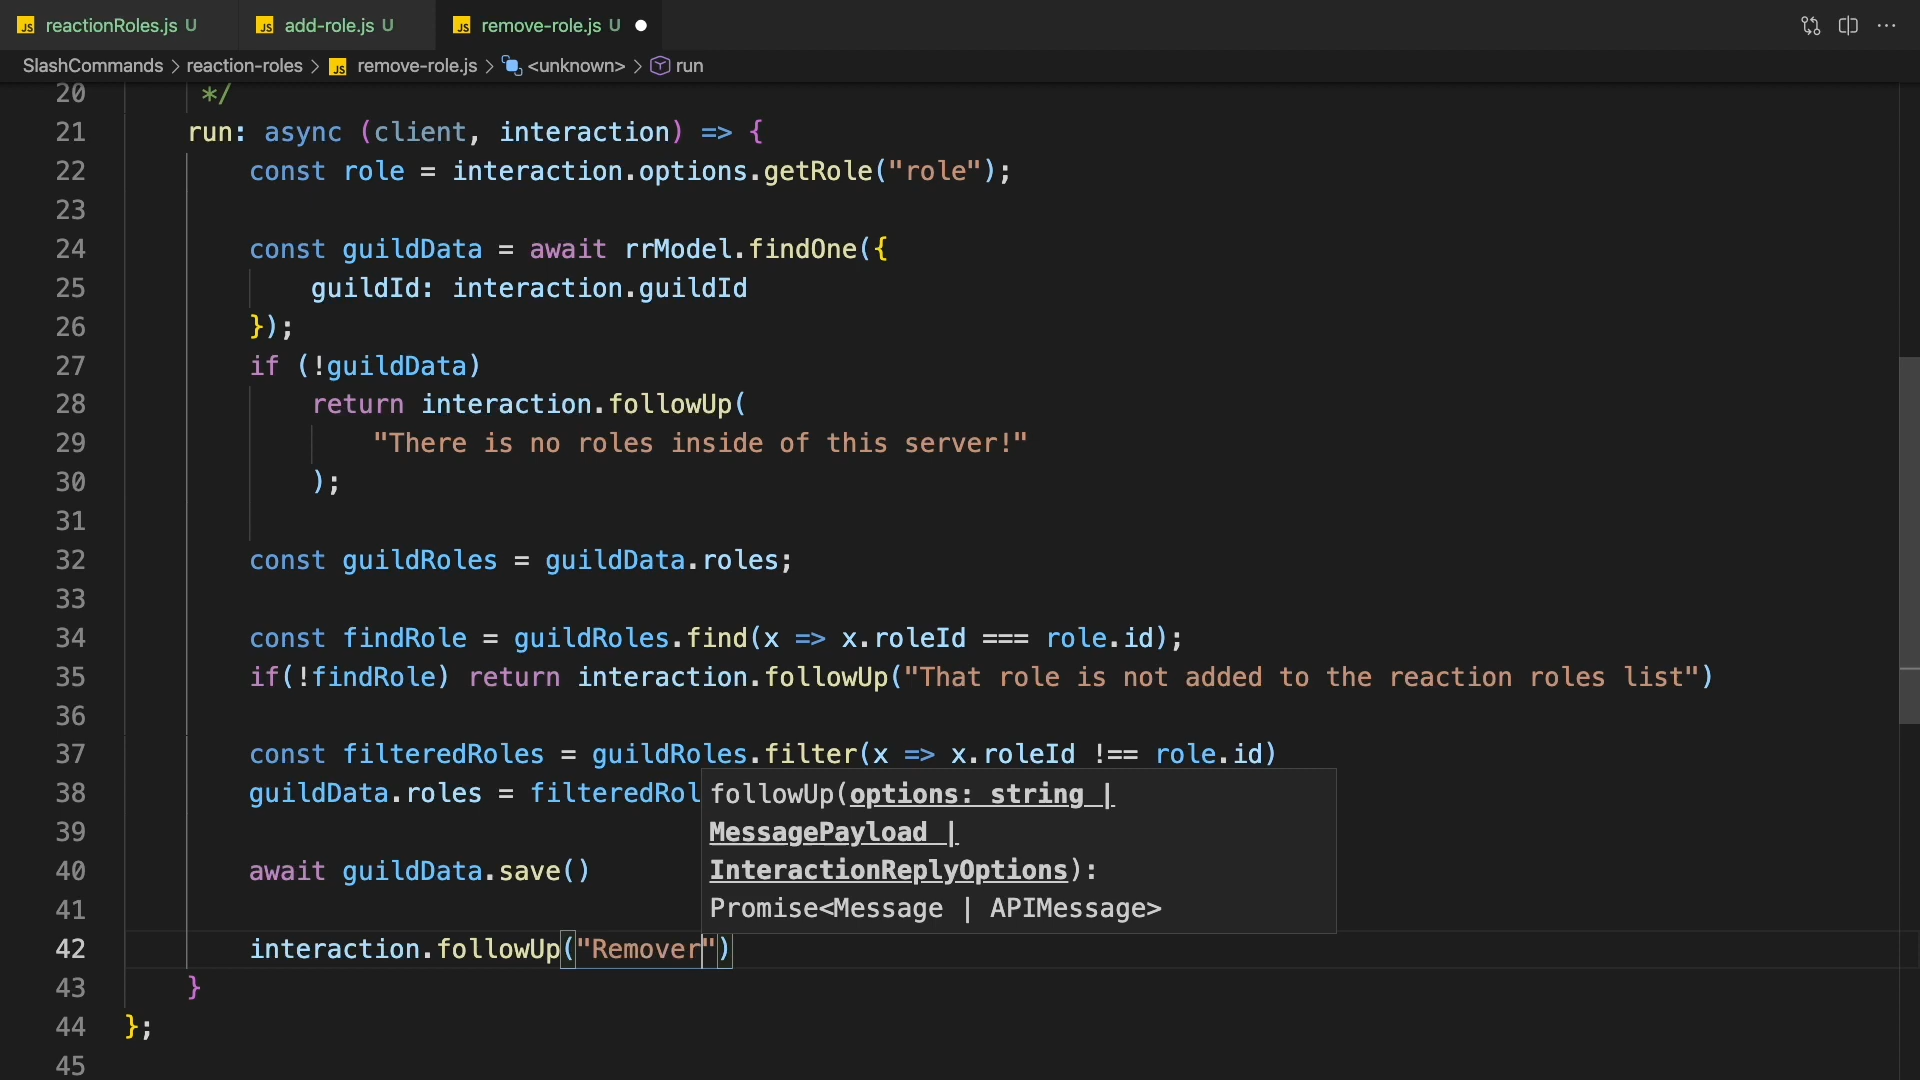 JS reactionRoles.js U JS add-role.js U JS remove-role.js U
SlashCommands > reaction-roles > JS remove-role.js > <unknown> > run
20 */
21 run: async (client, interaction) => {
22 const role = interaction.options.getRole("role");
23
24 const guildData = await rrModel.findOne({
25 guildId: interaction.guildId
26 });
27 if (!guildData)
28 return interaction.followUp(
29 "There is no roles inside of this server!"
30 );
31
32 const guildRoles = guildData.roles;
33
34 const findRole = guildRoles.find(x => x.roleId === role.id);
35 if(!findRole) return interaction.followUp("That role is not added to the reaction roles list")
36
37 const filteredRoles = guildRoles.filter(x => x.roleId !== role.id)
38 guildData.roles = filteredRol
followUp(options: string |
39
MessagePayload |
40 await guildData.save()
InteractionReplyOptions):
41
Promise<Message | APIMessage>
42 interaction.followUp("Remover")
43 }
44 };
45